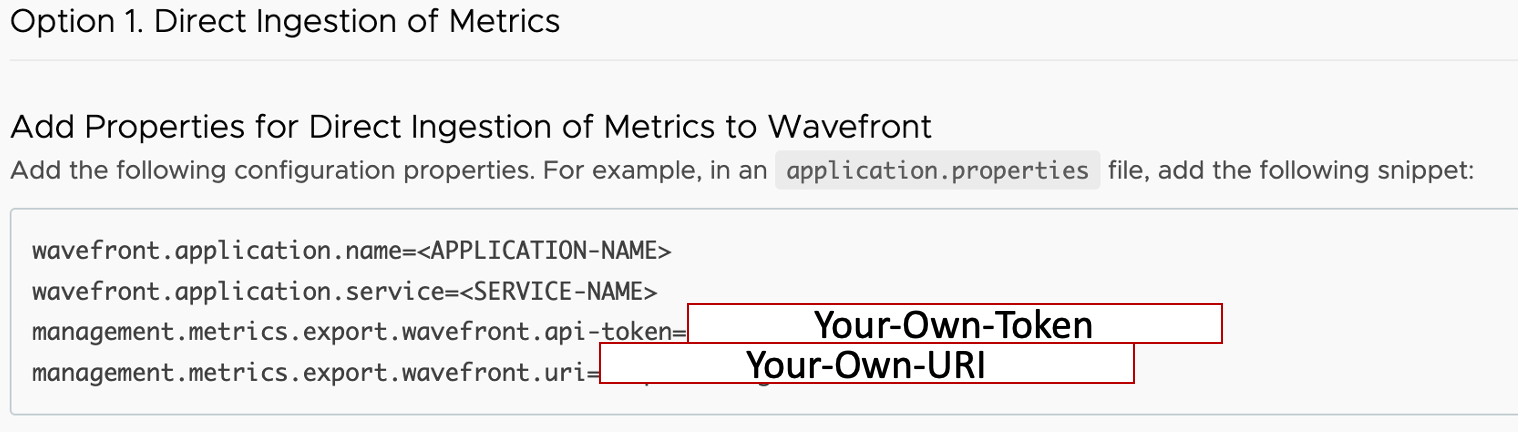 Option 1. Direct Ingestion of Metrics
Add Properties for Direct Ingestion of Metrics to Wavefront
Add the following configuration properties. For example, in an application.properties file, add the following snippet:
wavefront.application.name=<APPLICATION-NAME>
wavefront.application.service=<SERVICE-NAME>
management.metrics.export.wavefront.api-token= Your-Own-Token
management.metrics.export.wavefront.uri= Your-Own-URI